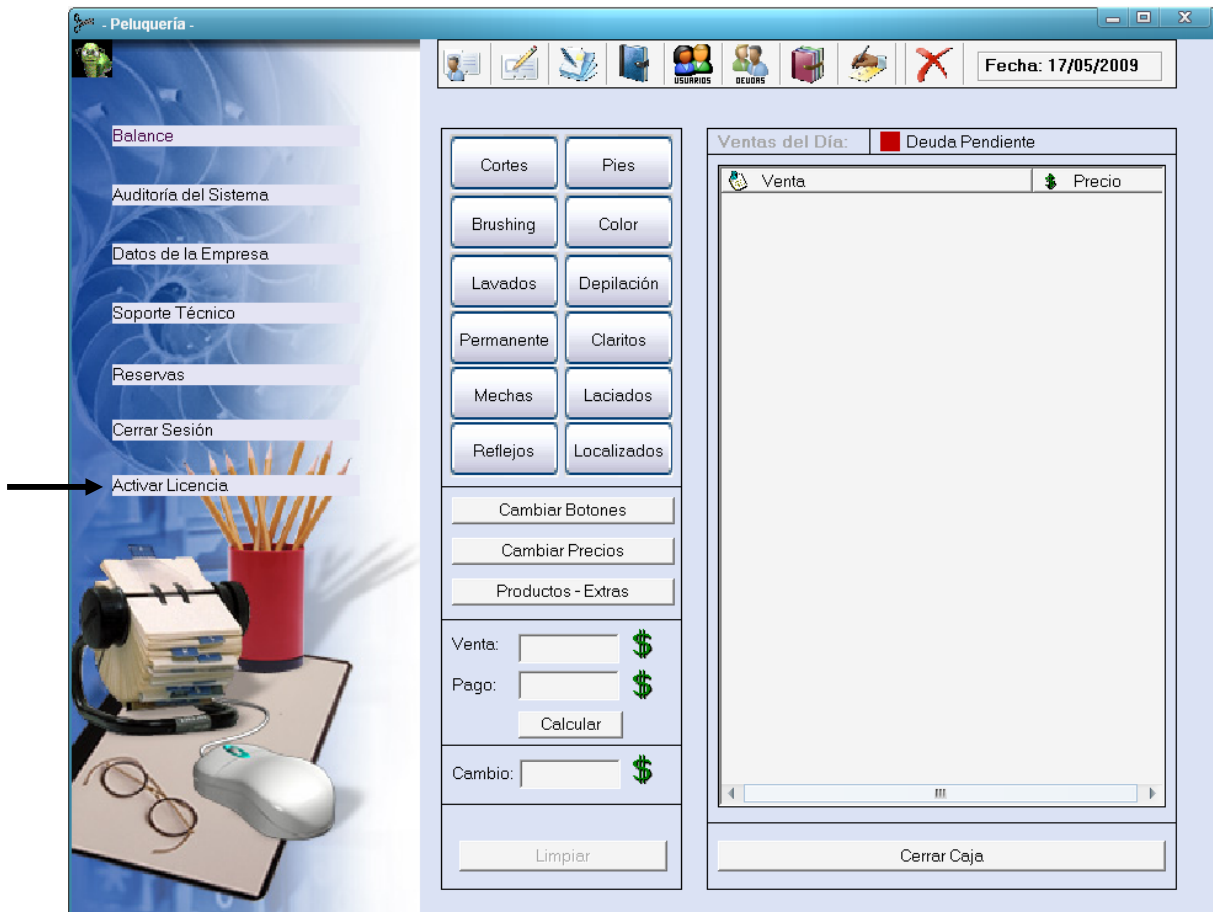 - Peluquería -
USUARIOS
DEUDAS
Fecha: 17/05/2009
Balance
Auditoría del Sistema
Datos de la Empresa
Soporte Técnico
Reservas
Cerrar Sesión
Activar Licencia
Cortes
Pies
Brushing
Color
Lavados
Depilación
Permanente
Claritos
Mechas
Laciados
Reflejos
Localizados
Cambiar Botones
Cambiar Precios
Productos - Extras
Venta:
Pago:
Calcular
Cambio:
Limpiar
Ventas del Día:
Deuda Pendiente
Venta
Precio
Cerrar Caja